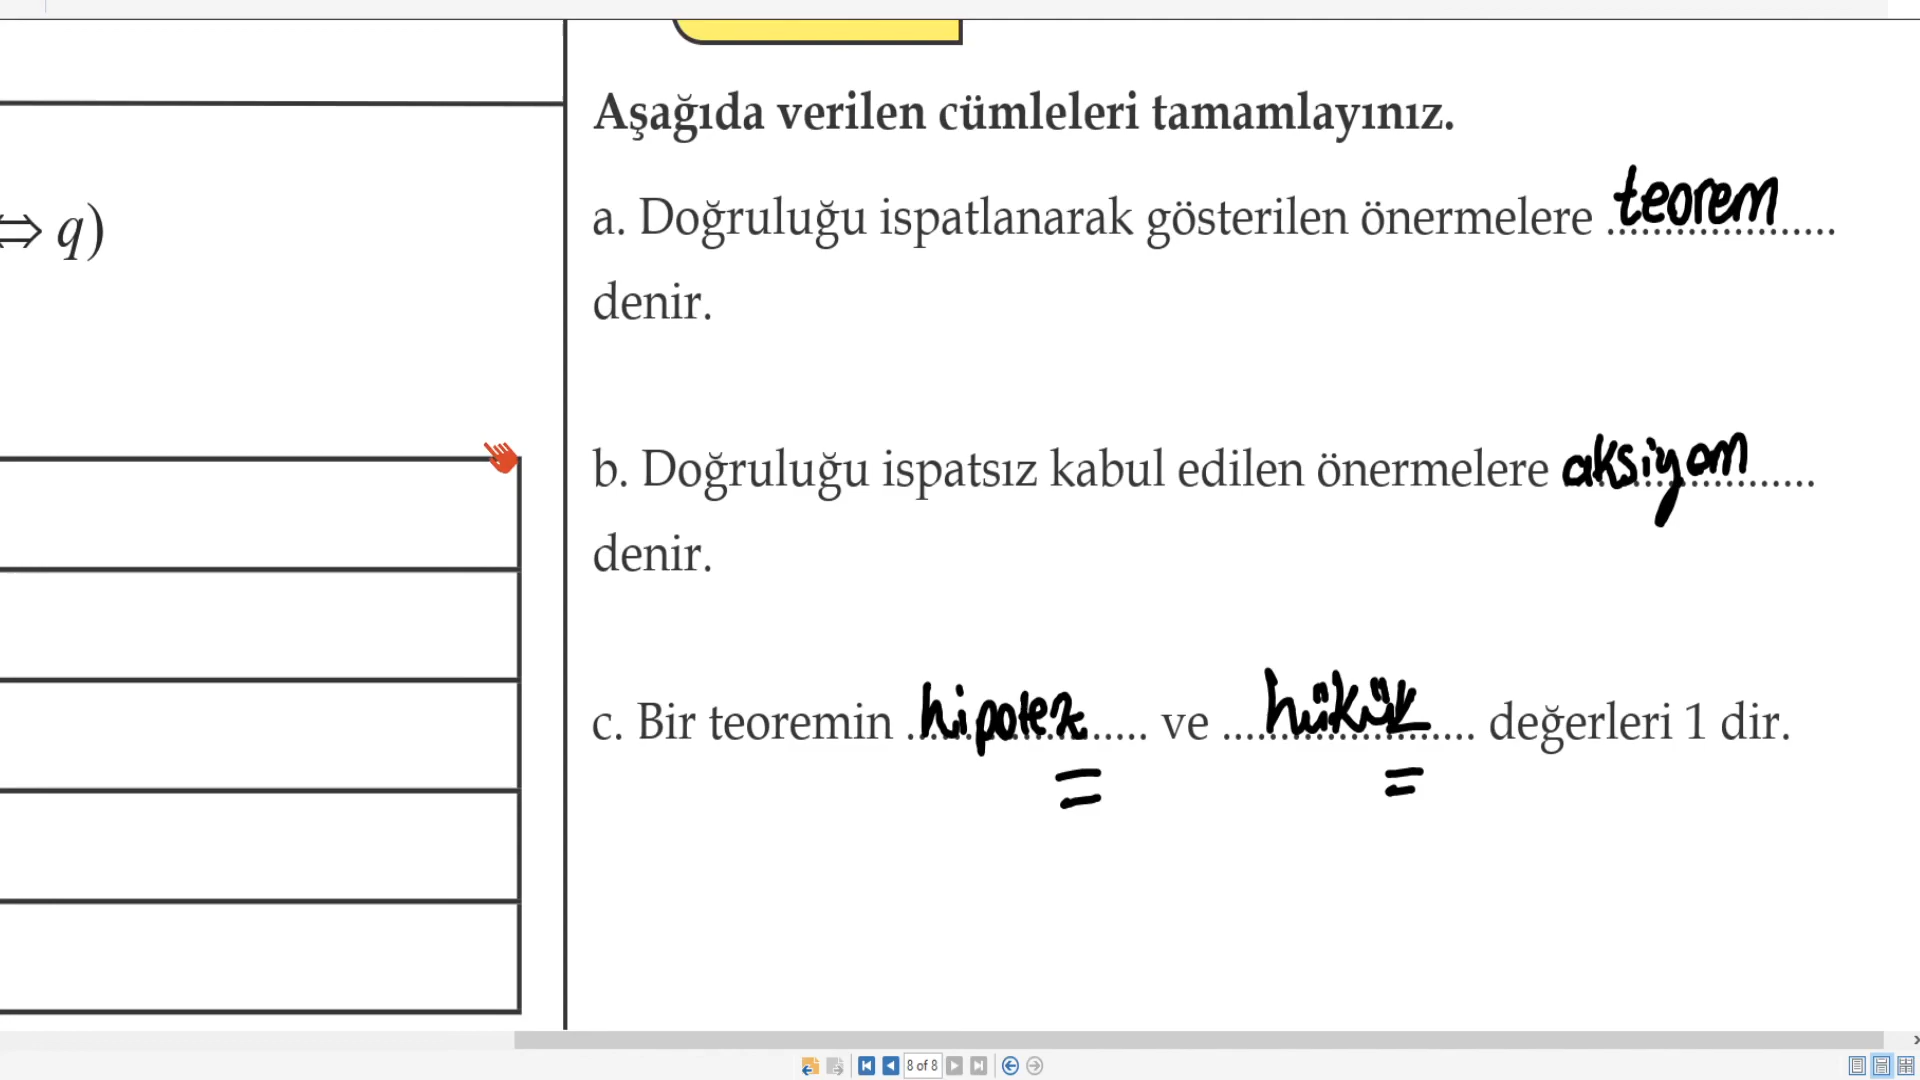 ⇔ q)
Aşağıda verilen cümleleri tamamlayınız.
a. Doğruluğu ispatlanarak gösterilen önermelere teorem
denir.
b. Doğruluğu ispatsız kabul edilen önermelere aksiyom
denir.
c. Bir teoremin hipotez ve hükük değerleri 1 dir.
8 of 8